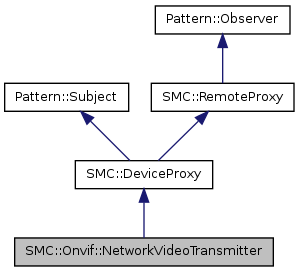 Pattern::Observer
Pattern::Subject
SMC::RemoteProxy
SMC::DeviceProxy
SMC::Onvif::NetworkVideoTransmitter